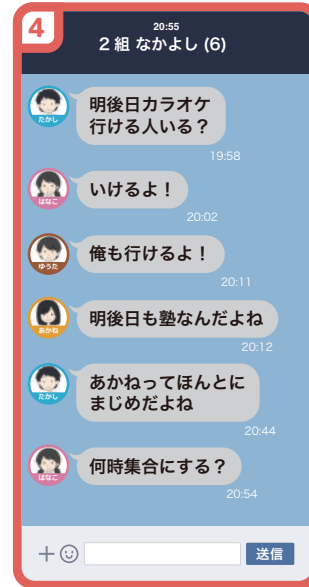 4
20:55
2組 なかよし (6)
たかし
明後日カラオケ
行ける人いる？
19:58
はなこ
いけるよ！
20:02
ゆうた
俺も行けるよ！
20:11
あかね
明後日も塾なんだよね
20:12
たかし
あかねってほんとに
まじめだよね
20:44
はなこ
何時集合にする？
20:54
送信